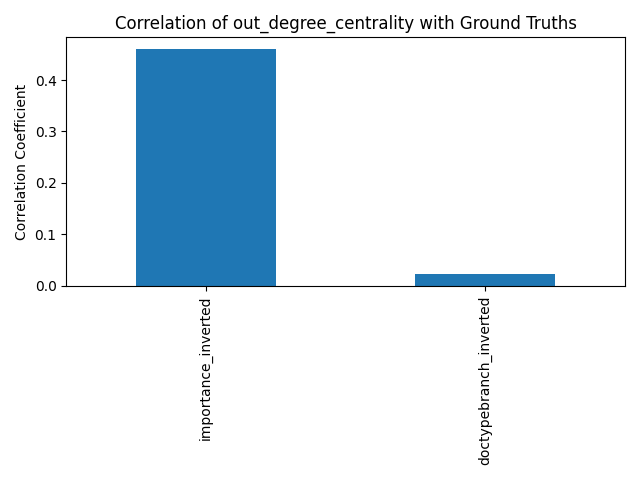 Correlation of out_degree_centrality with Ground Truths
Correlation Coefficient
0.4
0.3
0.2
0.1
0.0
importance_inverted
doctypebranch_inverted